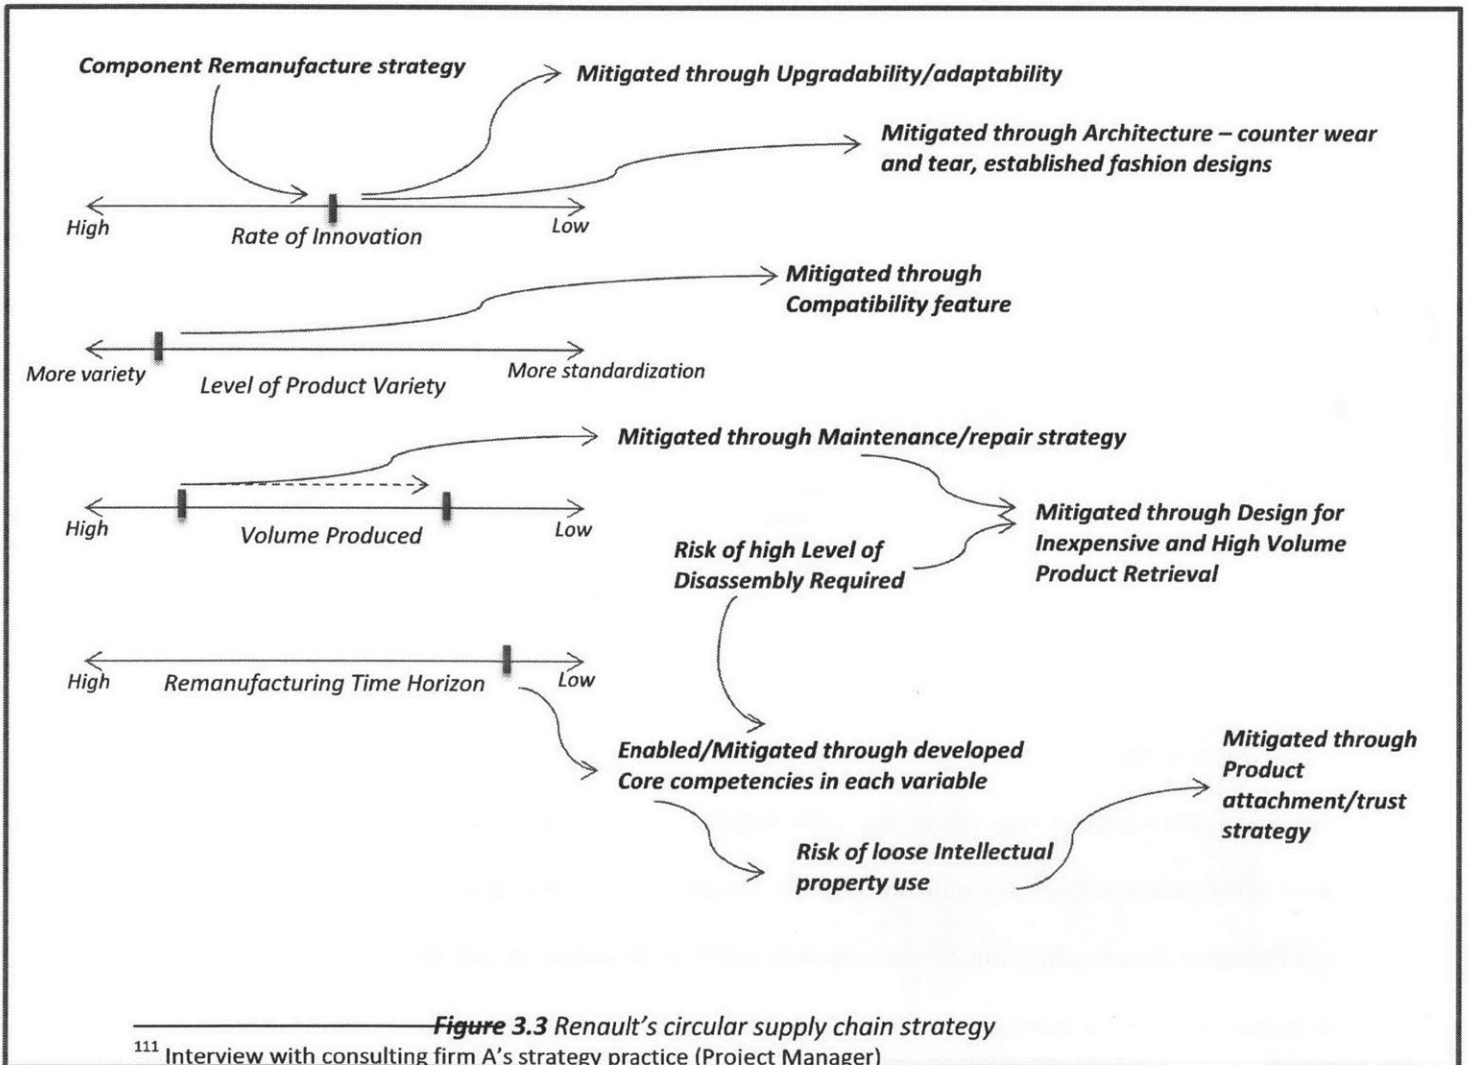 Component Remanufacture strategy
Mitigated through Upgradability/adaptability
Mitigated through Architecture – counter wear
and tear, established fashion designs
High
Low
Rate of Innovation
Mitigated through
Compatibility feature
More variety
More standardization
Level of Product Variety
Mitigated through Maintenance/repair strategy
High
Low
Volume Produced
Mitigated through Design for
Inexpensive and High Volume
Product Retrieval
Risk of high Level of
Disassembly Required
High
Low
Remanufacturing Time Horizon
Enabled/Mitigated through developed
Core competencies in each variable
Mitigated through
Product
attachment/trust
strategy
Risk of loose Intellectual
property use
Figure 3.3 Renault's circular supply chain strategy
111 Interview with consulting firm A's strategy practice (Project Manager)